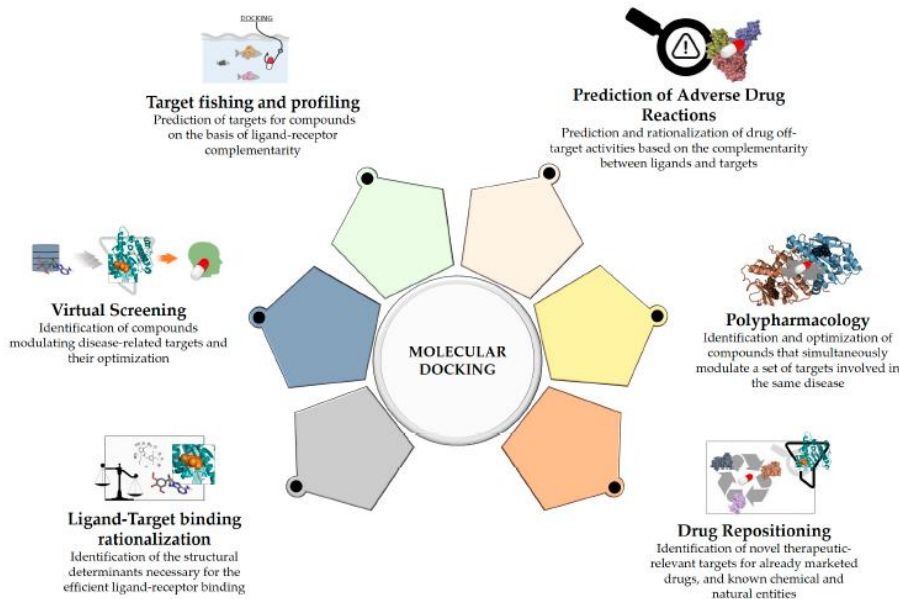 DOCKING
Target fishing and profiling
Prediction of targets for compounds
on the basis of ligand-receptor
complementarity
Prediction of Adverse Drug
Reactions
Prediction and rationalization of drug off-
target activities based on the complementarity
between ligands and targets
Virtual Screening
Identification of compounds
modulating disease-related targets and
their optimization
MOLECULAR
DOCKING
Polypharmacology
Identification and optimization of
compounds that simultaneously
modulate a set of targets involved in
the same disease
Ligand-Target binding
rationalization
Identification of the structural
determinants necessary for the
efficient ligand-receptor binding
Drug Repositioning
Identification of novel therapeutic-
relevant targets for already marketed
drugs, and known chemical and
natural entities